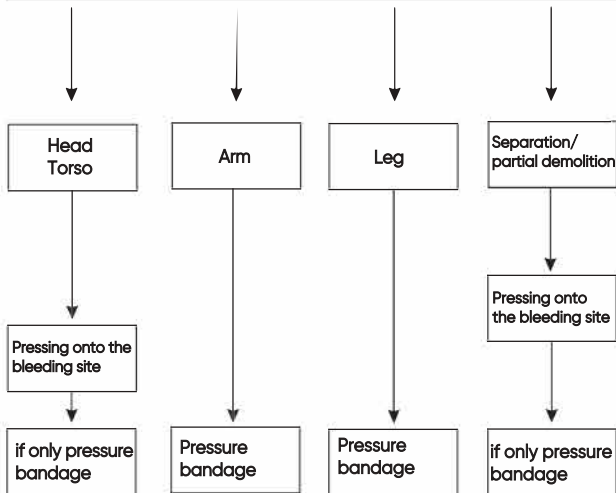 Head
Torso
Arm
Leg
Separation/
partial demolition
Pressing onto the
bleeding site
Pressing onto
the bleeding site
if only pressure
bandage
Pressure
bandage
Pressure
bandage
if only pressure
bandage